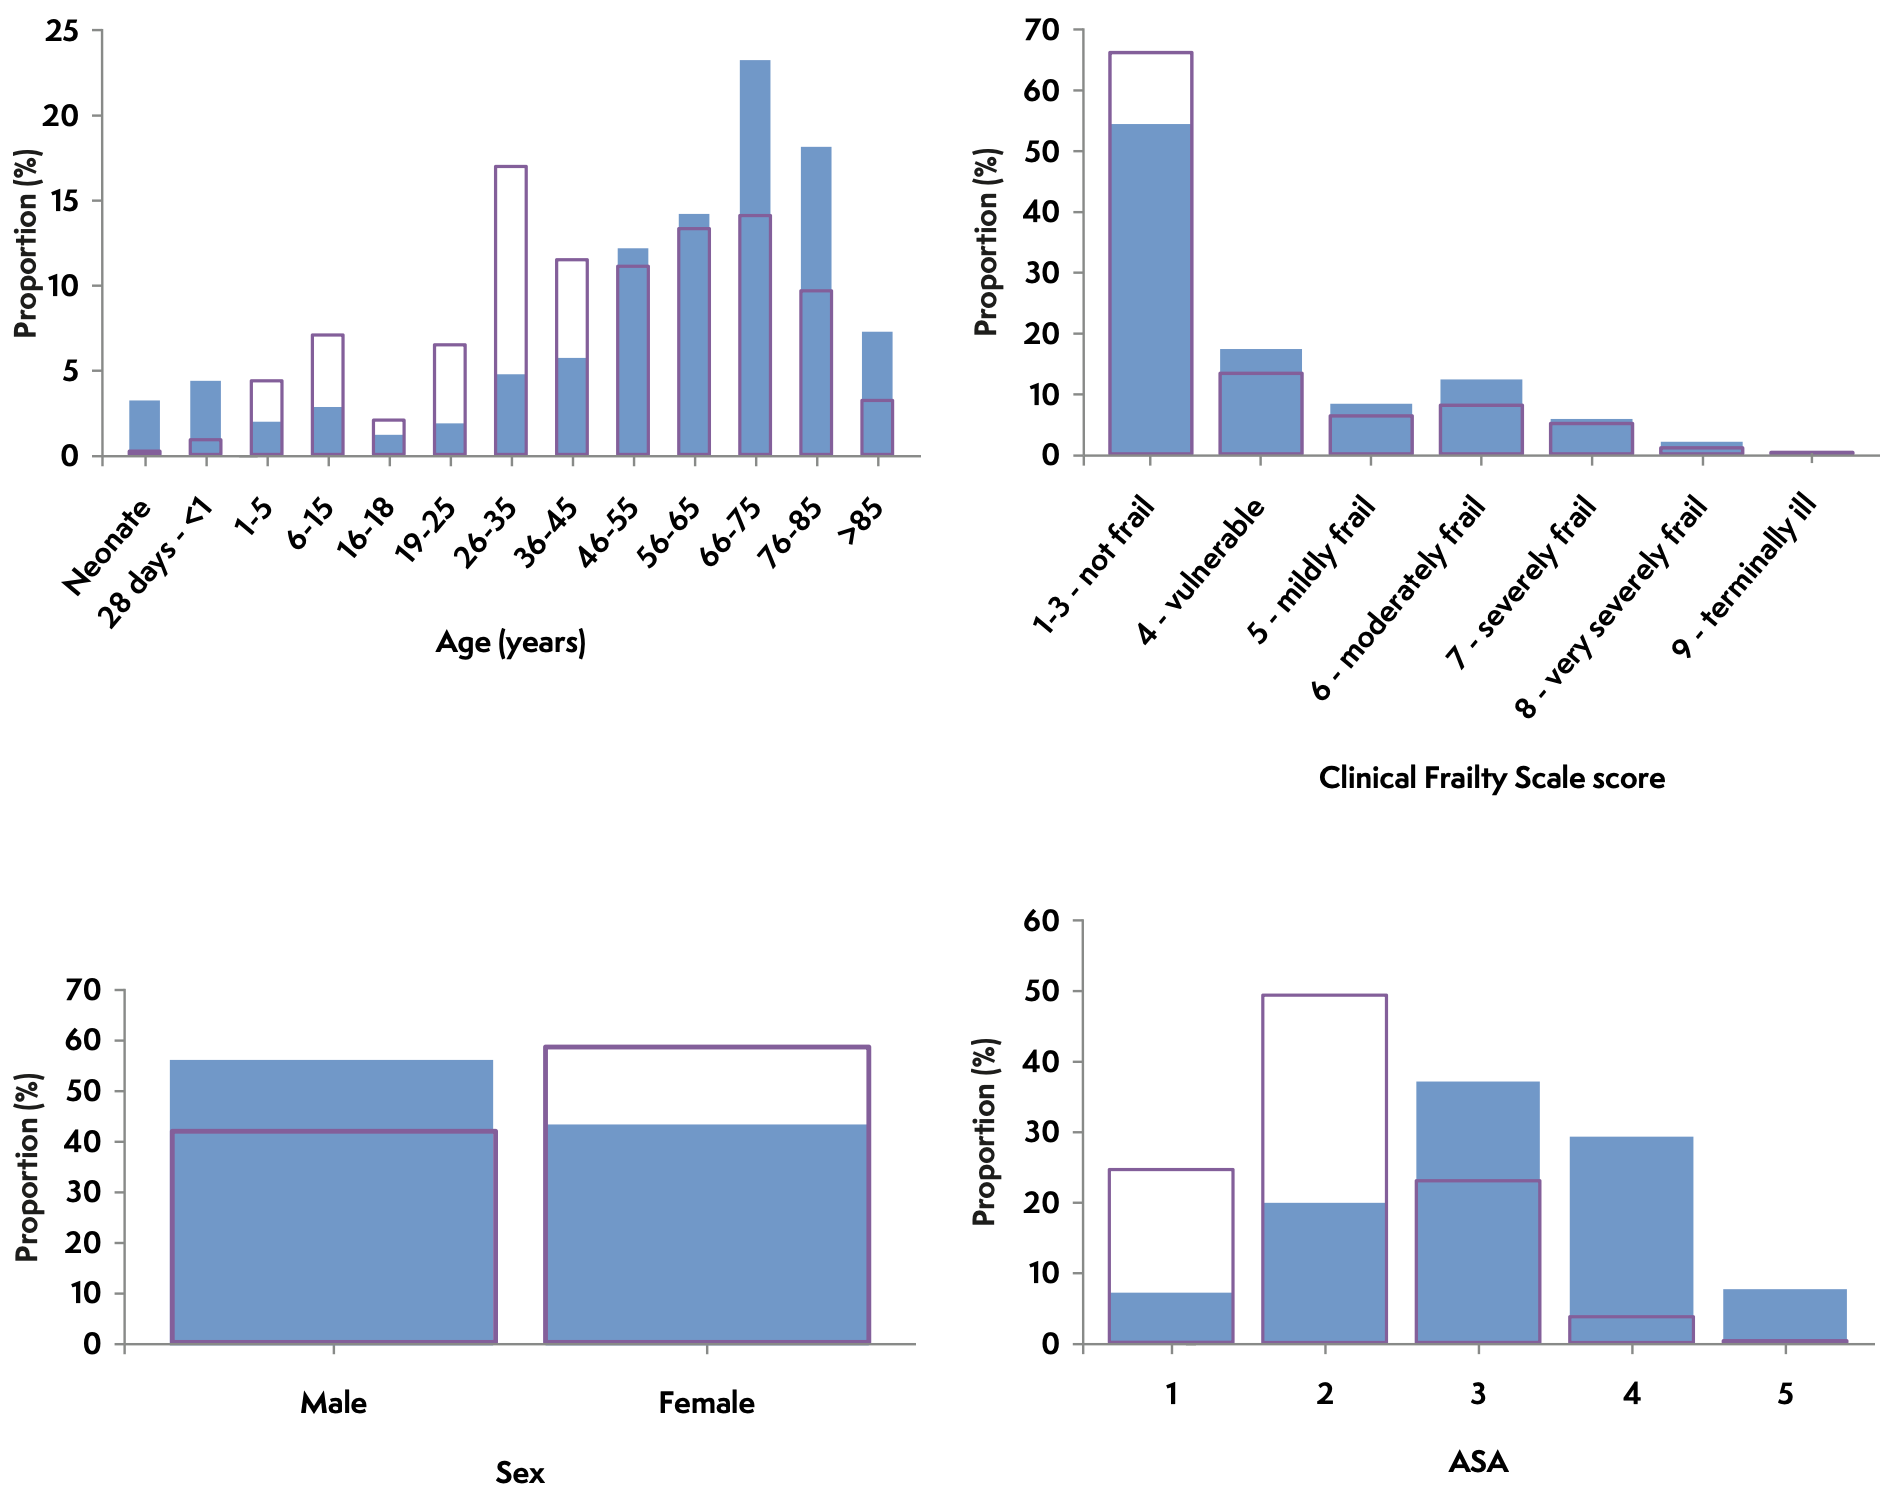 25
20
15
10
5
0
Proportion (%)
Neonate
28 days - <1
1-5
6-15
16-18
19-25
26-35
36-45
46-55
56-65
66-75
76-85
>85
Age (years)
70
60
50
40
30
20
10
0
Proportion (%)
1-3 - not frail
4 - vulnerable
5 - mildly frail
6 - moderately frail
7 - severely frail
8 - very severely frail
9 - terminally ill
Clinical Frailty Scale score
70
60
50
40
30
20
10
0
Proportion (%)
Male
Female
Sex
60
50
40
30
20
10
0
Proportion (%)
1
2
3
4
5
ASA